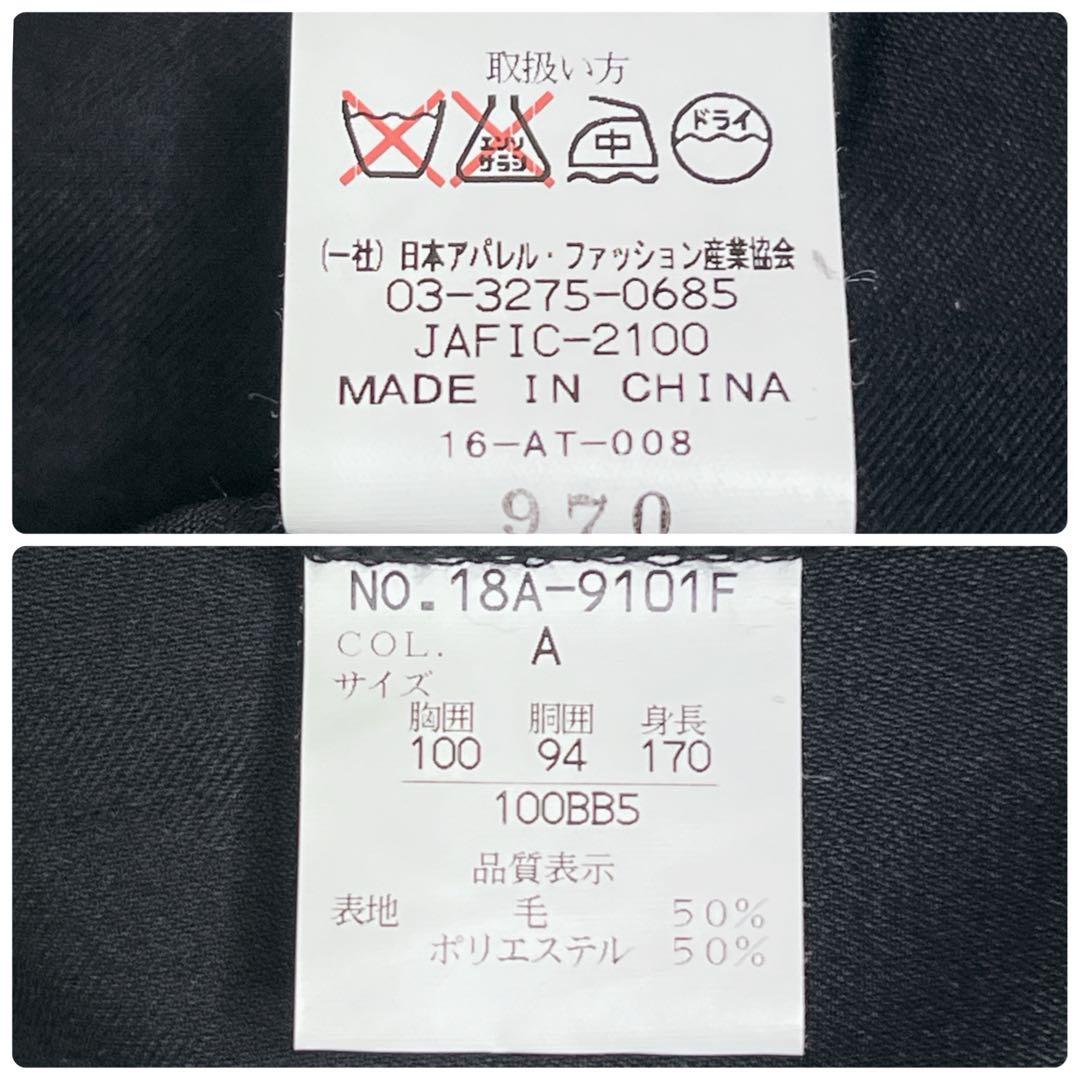 取扱い方
エンソ
サラシ
中
ドライ
(一社) 日本アパレル・ファッション産業協会
03-3275-0685
JAFIC-2100
MADE IN CHINA
16-AT-008
970
NO.18A-9101F
COL. A
サイズ
胸囲 胴囲 身長
100 94 170
100BB5
品質表示
表地 毛 50%
ポリエステル 50%